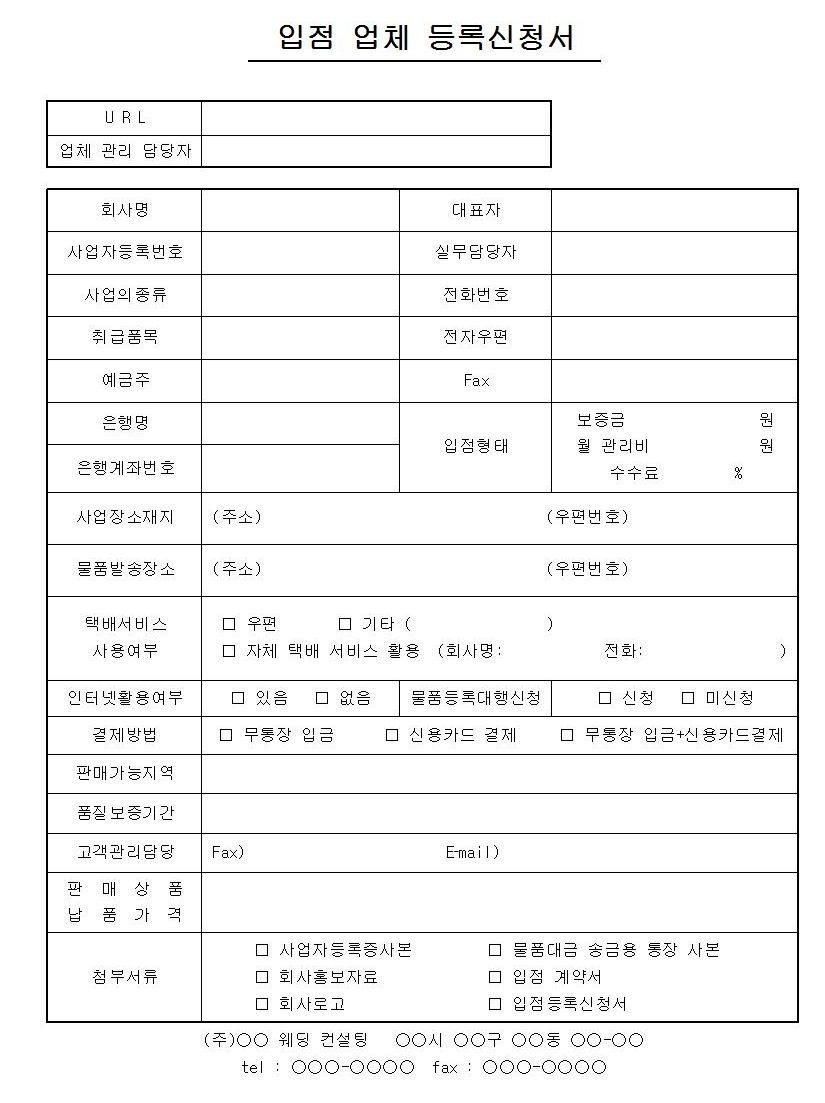 입점 업체 등록신청서
U R L
업체 관리 담당자
회사명 대표자
사업자등록번호 실무담당자
사업의종류 전화번호
취급품목 전자우편
예금주 Fax
은행명
은행계좌번호
입점형태
보증금 원
월 관리비 원
수수료 %
사업장소재지 (주소) (우편번호)
물품발송장소 (주소) (우편번호)
택배서비스
사용여부
□ 우편 □ 기타 ( )
□ 자체 택배 서비스 활용 (회사명: 전화: )
인터넷활용여부 □ 있음 □ 없음 물품등록대행신청 □ 신청 □ 미신청
결제방법 □ 무통장 입금 □ 신용카드 결제 □ 무통장 입금+신용카드결제
판매가능지역
품질보증기간
고객관리담당 Fax) E-mail)
판 매 상 품
납 품 가 격
첨부서류
□ 사업자등록증사본 □ 물품대금 송금용 통장 사본
□ 회사홍보자료 □ 입점 계약서
□ 회사로고 □ 입점등록신청서
(주)○○ 웨딩 컨설팅 ○○시 ○○구 ○○동 ○○-○○
tel : ○○○-○○○○ fax : ○○○-○○○○